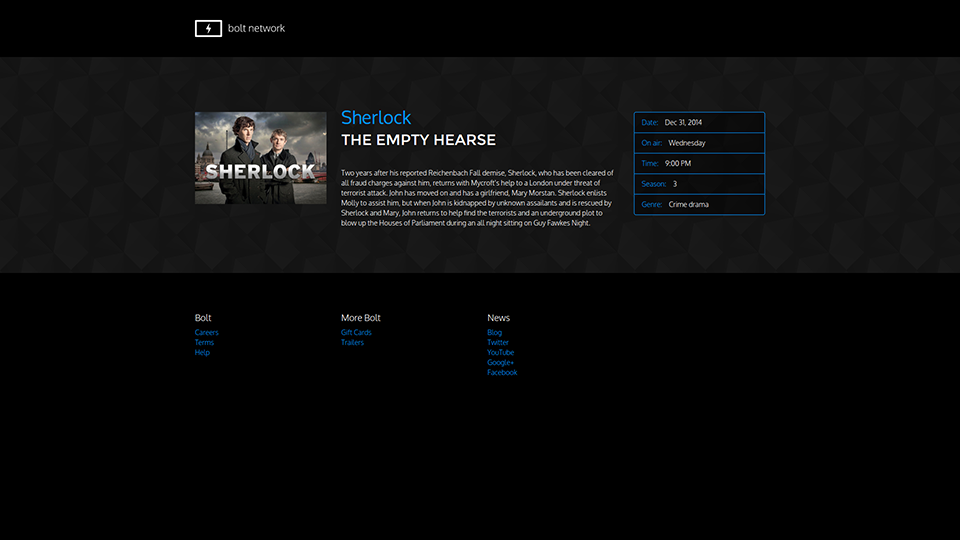 bolt network
SHERLOCK
Sherlock
THE EMPTY HEARSE
Two years after his reported Reichenbach Fall demise, Sherlock, who has been cleared of
all fraud charges against him, returns with Mycroft's help to a London under threat of
terrorist attack. John has moved on and has a girlfriend, Mary Morstan. Sherlock enlists
Molly to assist him, but when John is kidnapped by unknown assailants and is rescued by
Sherlock and Mary, John returns to help find the terrorists and an underground plot to
blow up the Houses of Parliament during an all night sitting on Guy Fawkes Night.
Date: Dec 31, 2014
On air: Wednesday
Time: 9:00 PM
Season: 3
Genre: Crime drama
Bolt
Careers
Terms
Help
More Bolt
Gift Cards
Trailers
News
Blog
Twitter
YouTube
Google+
Facebook